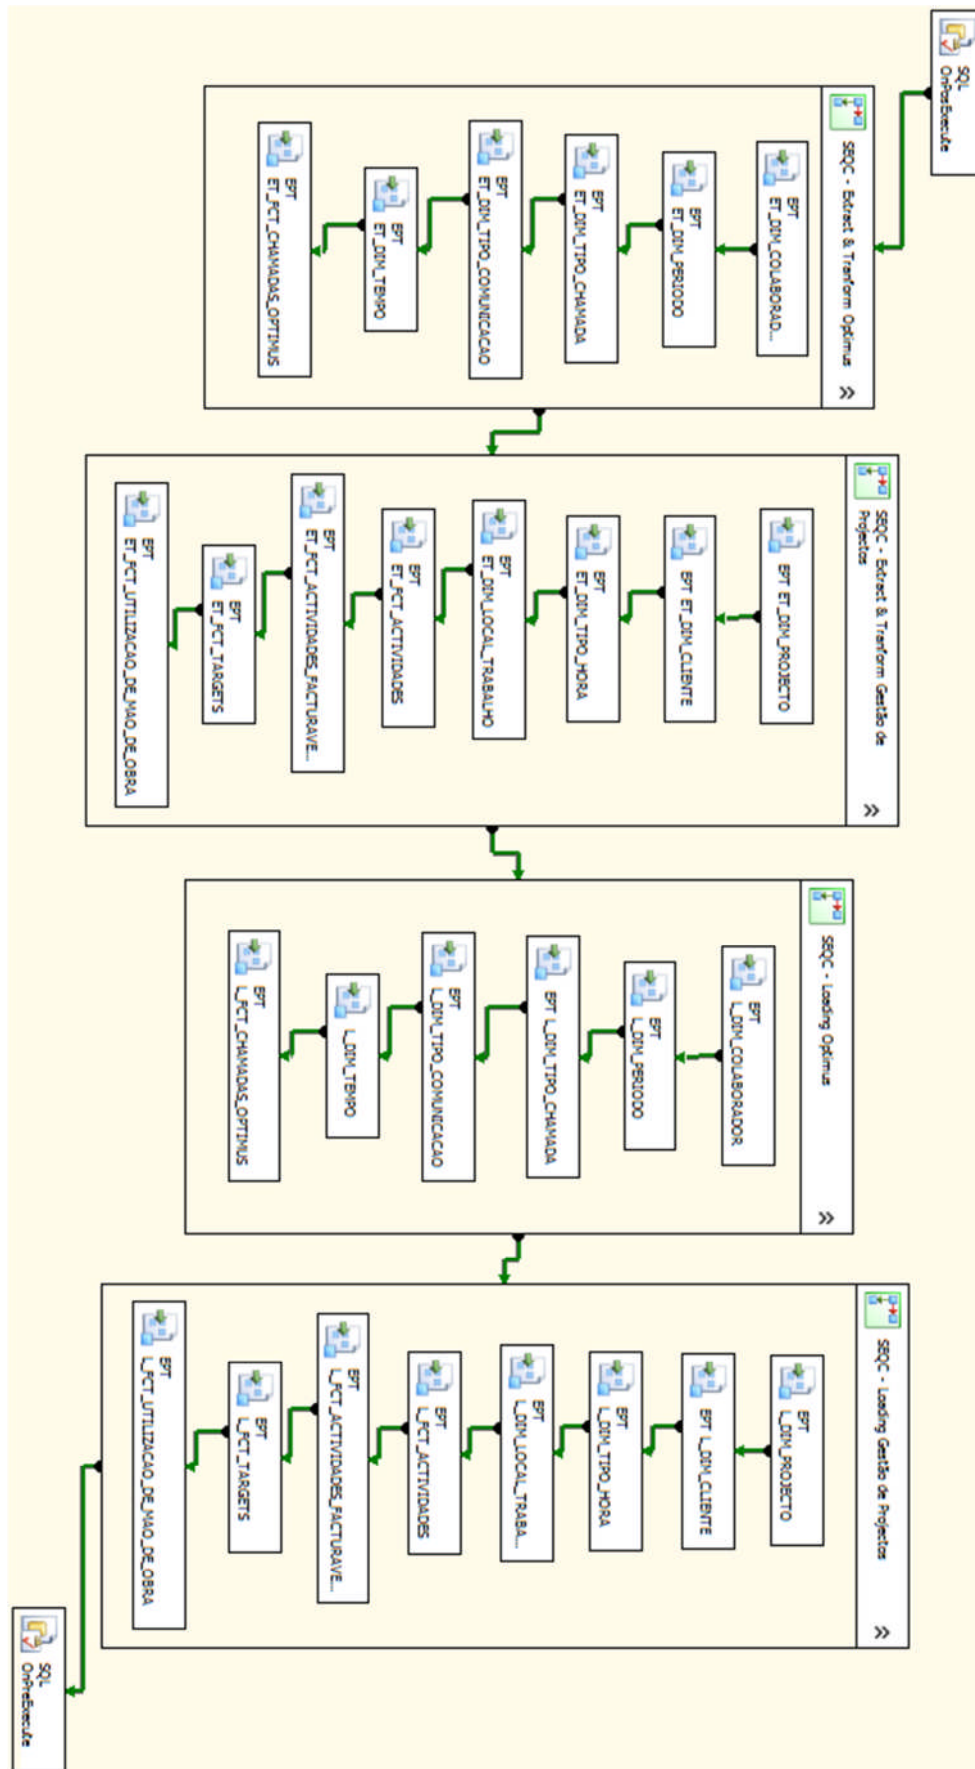 SQL
OnPosExecute
SEQC - Extract & Tranform Optimus
EPT
ET_DIM_COLABORAD...
EPT
ET_DIM_PERIODO
EPT
ET_DIM_TIPO_CHAMADA
EPT
ET_DIM_TIPO_COMUNICACAO
EPT
ET_DIM_TEMPO
EPT
ET_FCT_CHAMADAS_OPTIMUS
SEQC - Extract & Tranform Gestão de
Projectos
EPT ET_DIM_PROJECTO
EPT ET_DIM_CLIENTE
EPT
ET_DIM_TIPO_HORA
EPT
ET_DIM_LOCAL_TRABALHO
EPT
ET_FCT_ACTIVIDADES
EPT
ET_FCT_ACTIVIDADES_FACTURAVE...
EPT
ET_FCT_TARGETS
EPT
ET_FCT_UTILIZACAO_DE_MAO_DE_OBRA
SEQC - Loading Optimus
EPT
L_DIM_COLABORADOR
EPT
L_DIM_PERIODO
EPT L_DIM_TIPO_CHAMADA
EPT
L_DIM_TIPO_COMUNICACAO
EPT
L_DIM_TEMPO
EPT
L_FCT_CHAMADAS_OPTIMUS
SEQC - Loading Gestão de Projectos
EPT
L_DIM_PROJECTO
EPT L_DIM_CLIENTE
EPT
L_DIM_TIPO_HORA
EPT
L_DIM_LOCAL_TRABA...
EPT
L_FCT_ACTIVIDADES
EPT
L_FCT_ACTIVIDADES_FACTURAVE...
EPT
L_FCT_TARGETS
EPT
L_FCT_UTILIZACAO_DE_MAO_DE_OBRA
SQL
OnPreExecute